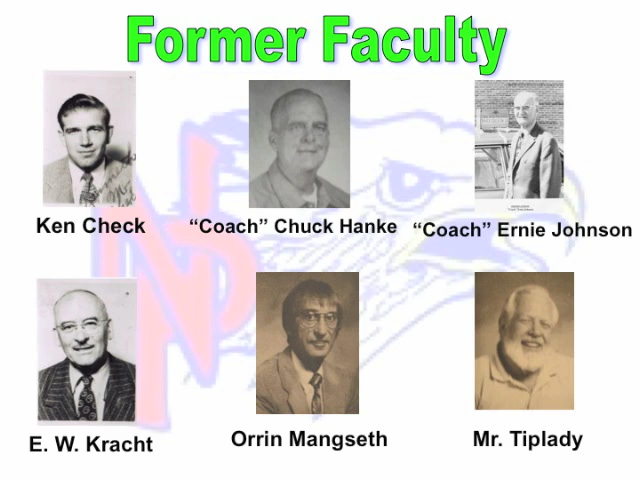 Former Faculty
Ken Check
“Coach” Chuck Hanke
“Coach” Ernie Johnson
E. W. Kracht
Orrin Mangseth
Mr. Tiplady